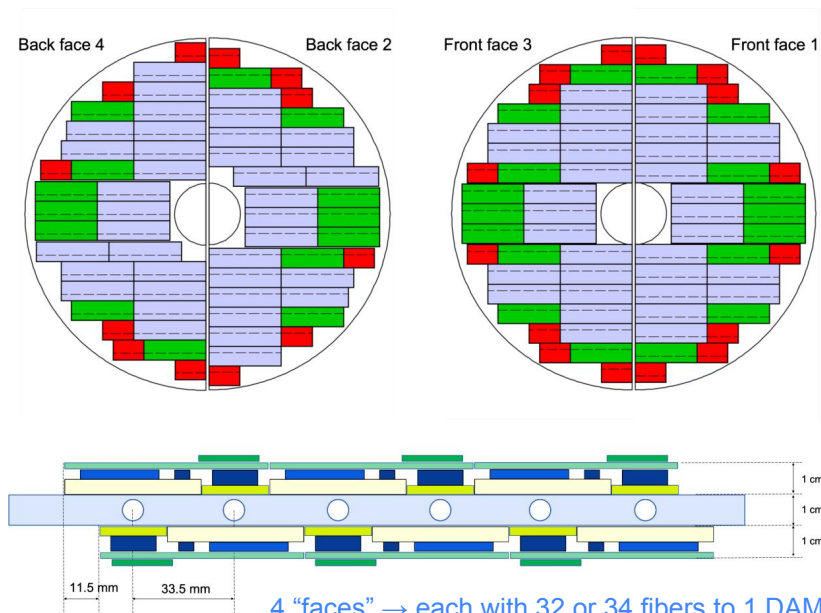 Back face 4
Back face 2
Front face 3
Front face 1
1 cm
1 cm
1 cm
11.5 mm
33.5 mm
4 “faces” → each with 32 or 34 fibers to 1 DAM